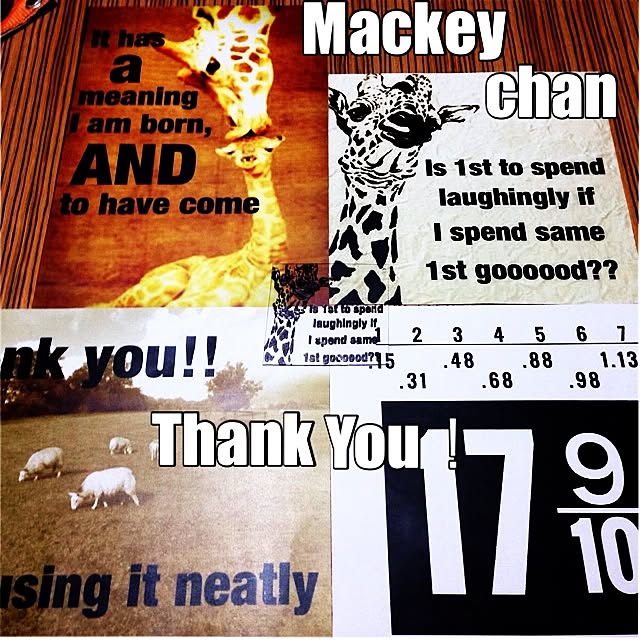 Mackey
chan
It has
a
meaning
I am born,
AND
to have come
Is 1st to spend
laughingly if
I spend same
1st goooood??
Is 1st to spend
laughingly if
I spend same
1st goooood??
nk you!!
1 2 3 4 5 6 7
.15 .48 .88 1.13
.31 .68 .98
Thank You !
17 9
10
using it neatly